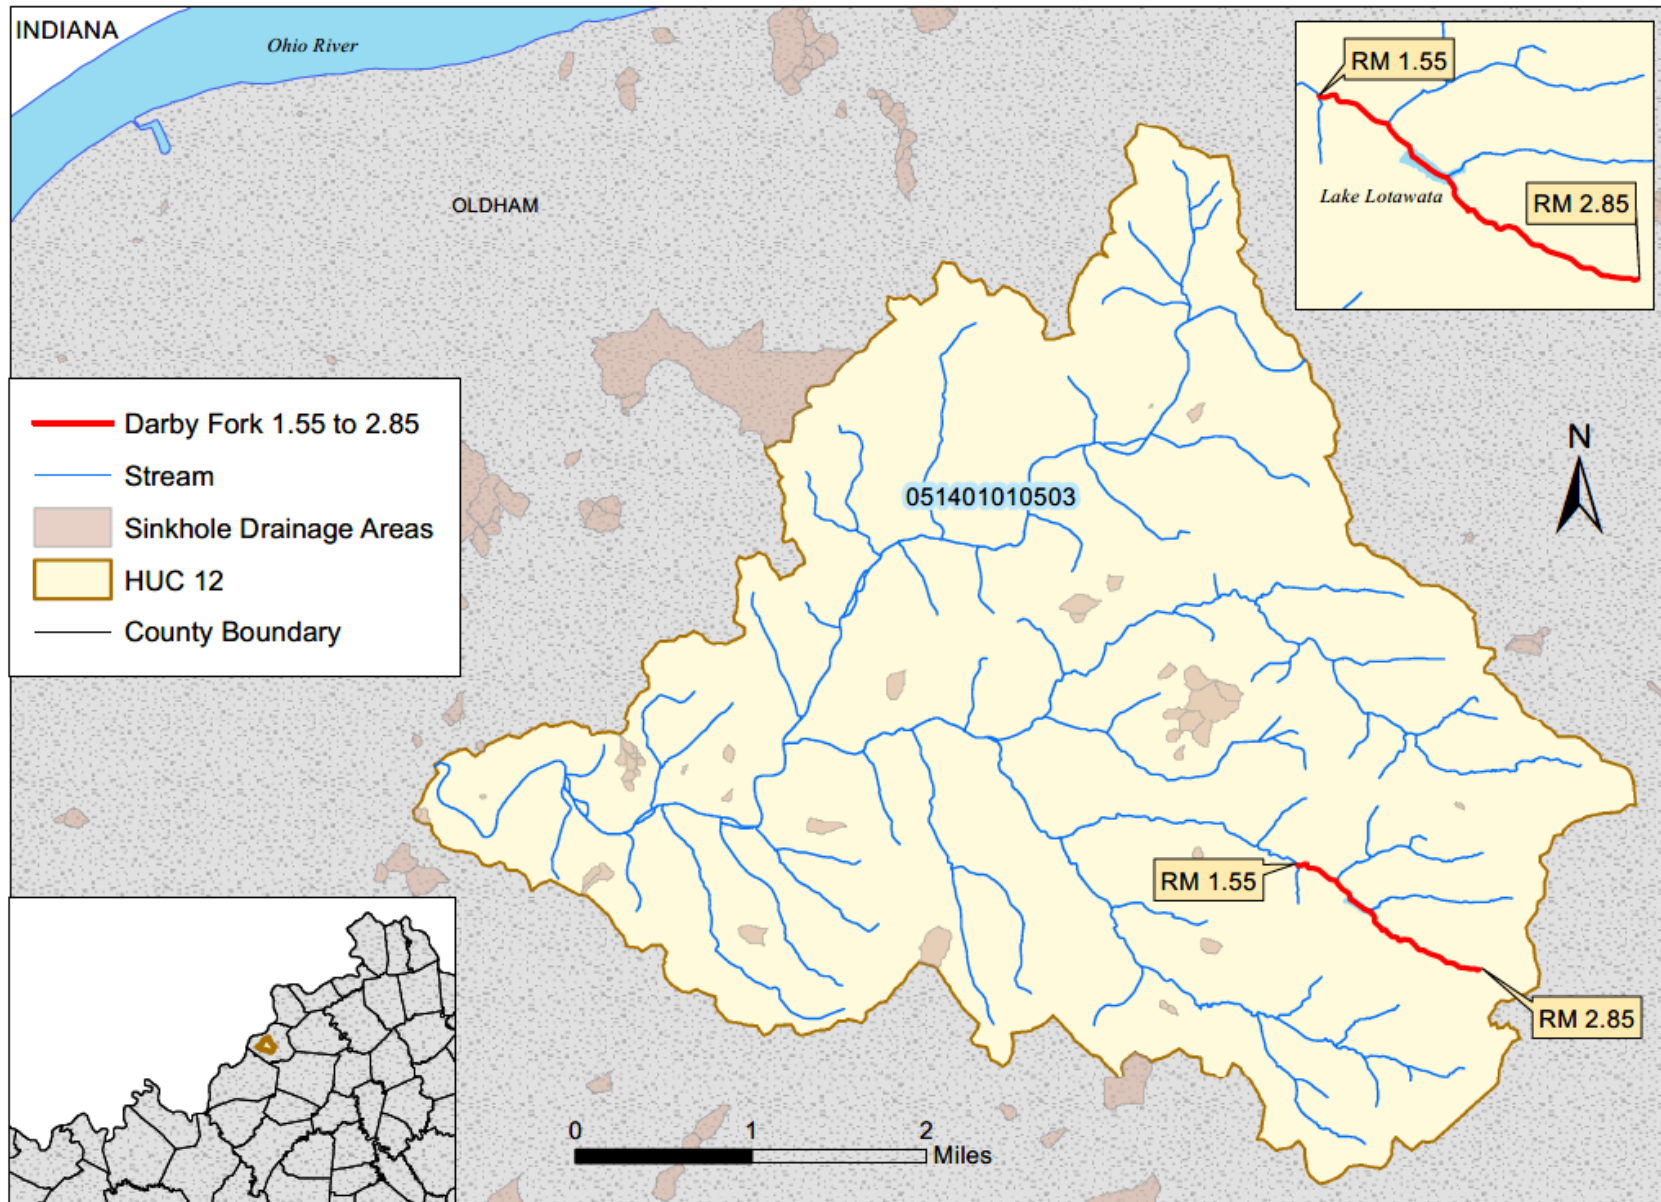 INDIANA
Ohio River
OLDHAM
RM 1.55
Lake Lotawata
RM 2.85
Darby Fork 1.55 to 2.85
Stream
Sinkhole Drainage Areas
HUC 12
County Boundary
N
051401010503
RM 1.55
RM 2.85
0 1 2
Miles